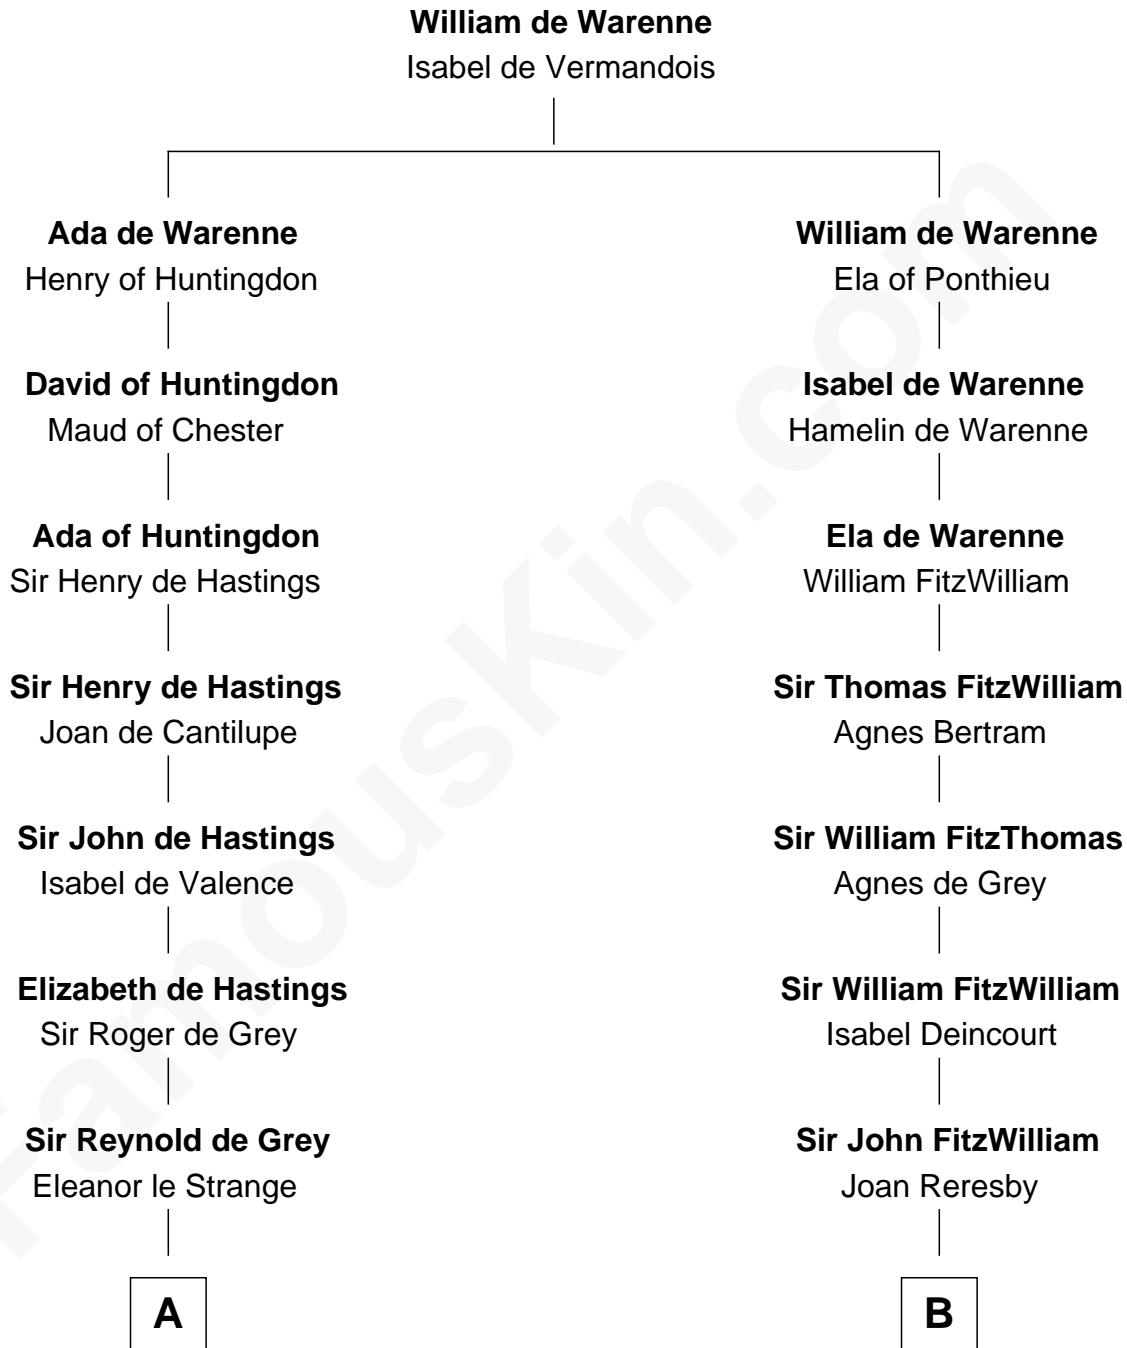 William de Warenne
Isabel de Vermandois
Ada de Warenne
Henry of Huntingdon
William de Warenne
Ela of Ponthieu
David of Huntingdon
Maud of Chester
Isabel de Warenne
Hamelin de Warenne
Ada of Huntingdon
Sir Henry de Hastings
Ela de Warenne
William FitzWilliam
Sir Henry de Hastings
Joan de Cantilupe
Sir Thomas FitzWilliam
Agnes Bertram
Sir John de Hastings
Isabel de Valence
Sir William FitzThomas
Agnes de Grey
Elizabeth de Hastings
Sir Roger de Grey
Sir William FitzWilliam
Isabel Deincourt
Sir Reynold de Grey
Eleanor le Strange
Sir John FitzWilliam
Joan Reresby
A
B
FamousKin.com